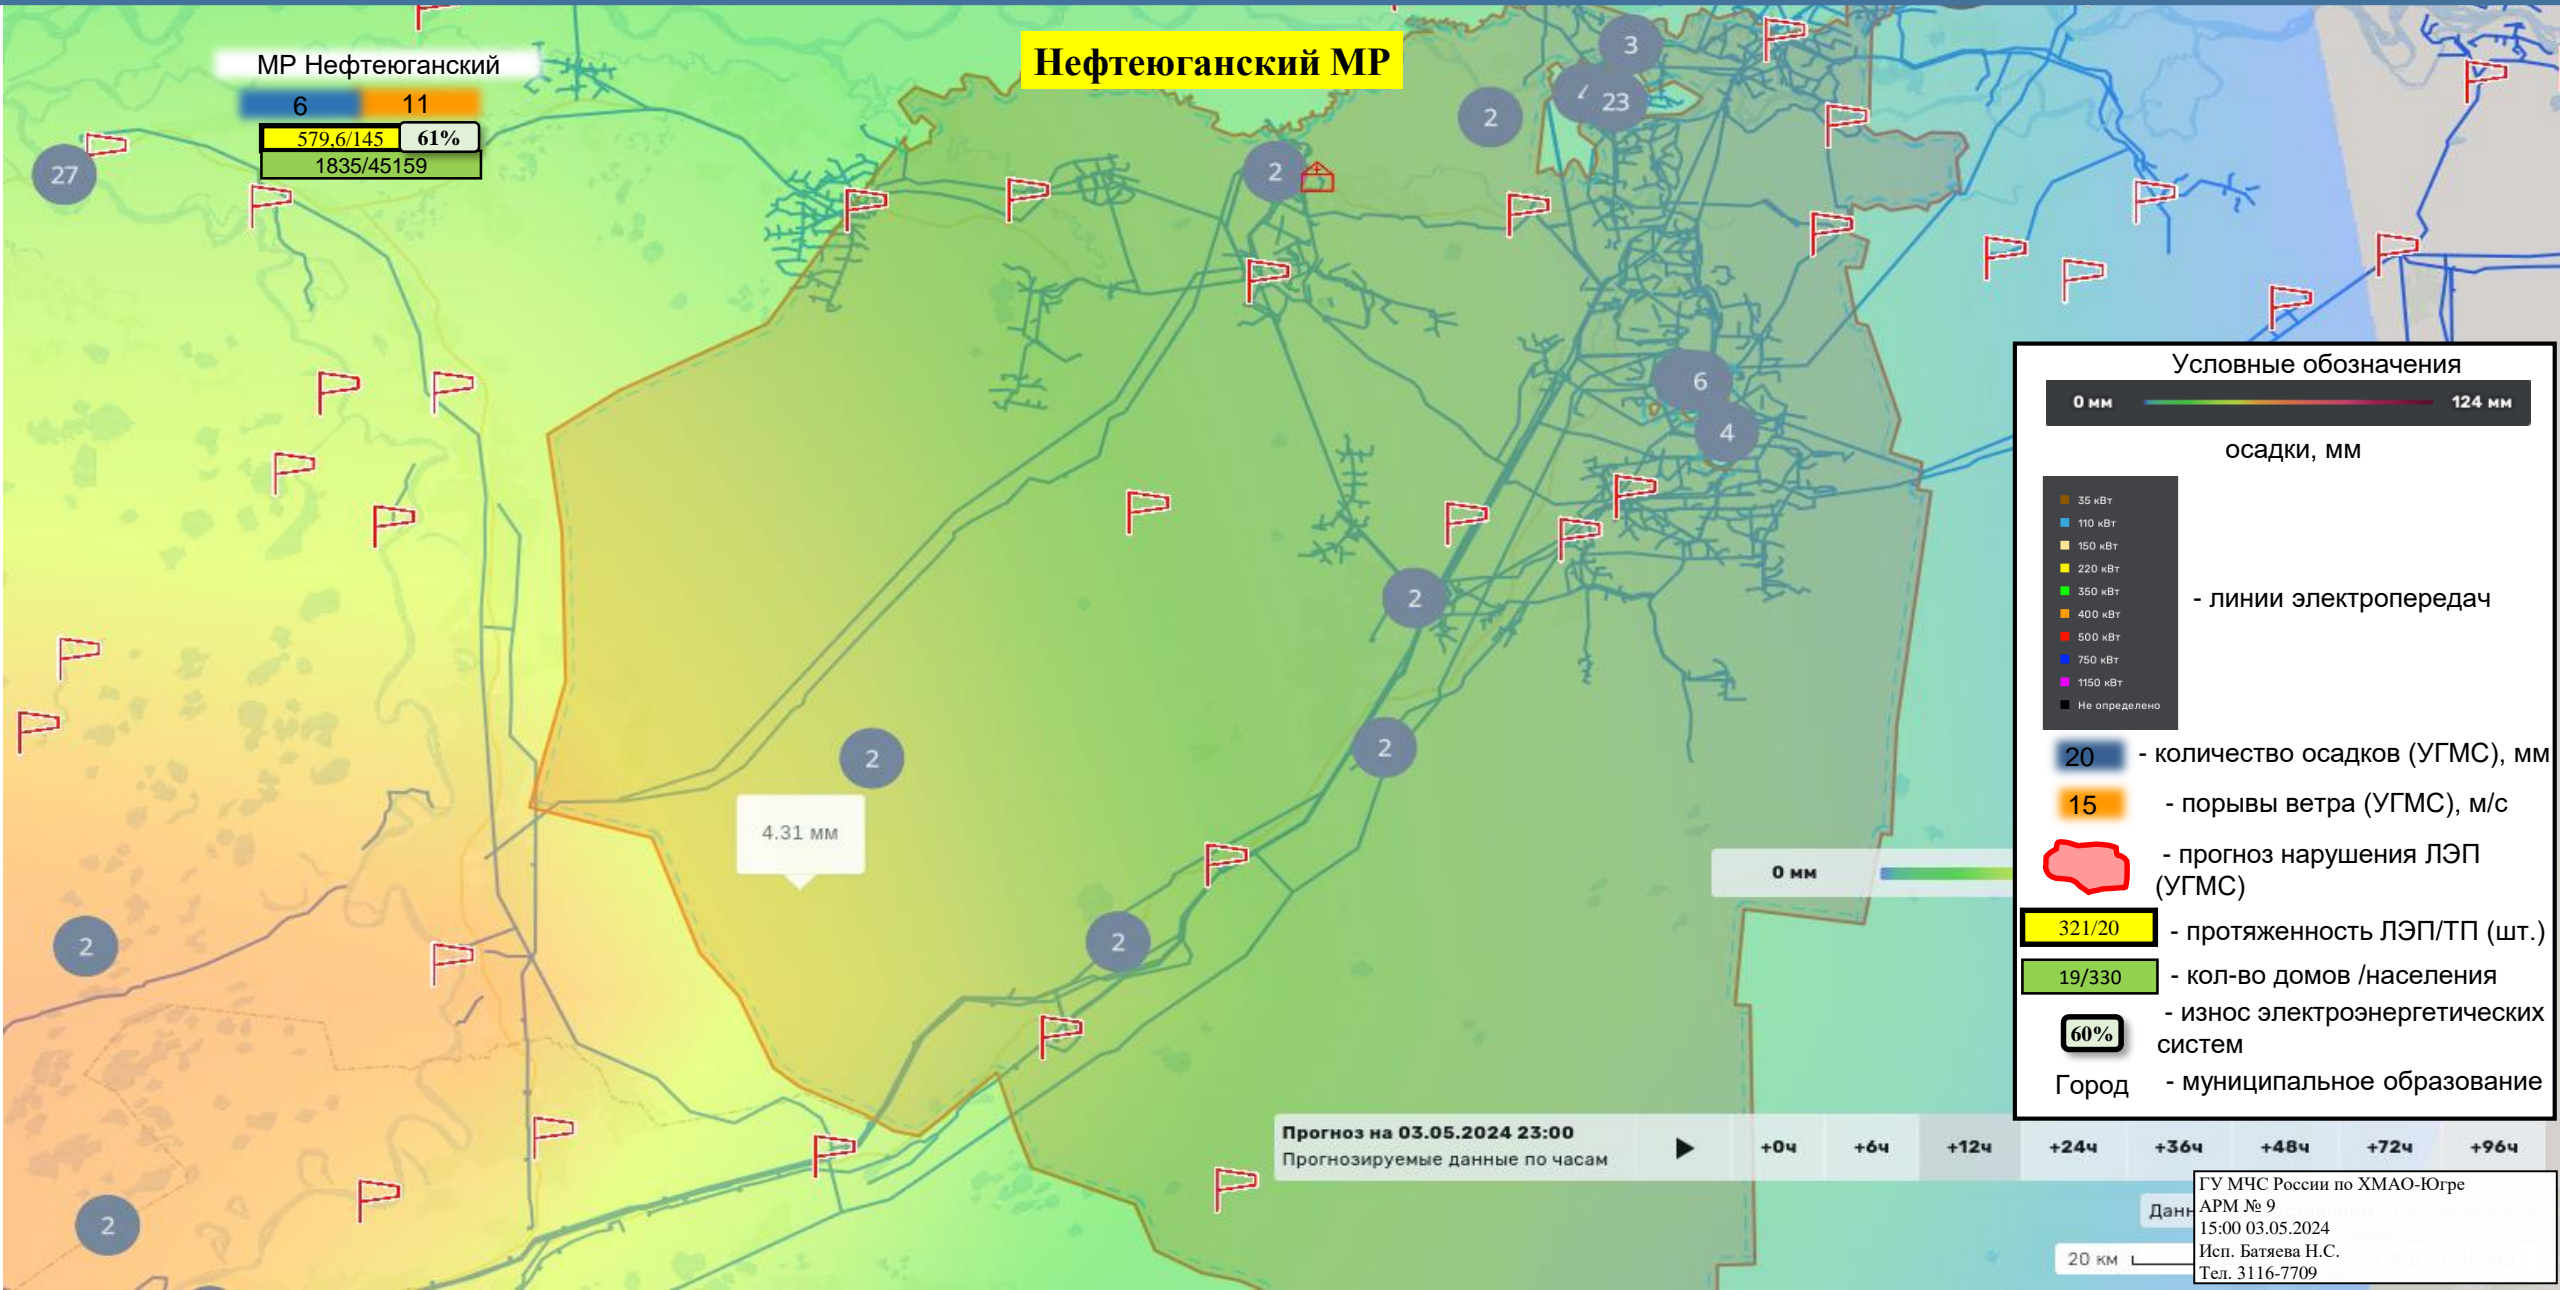 Нефтеюганский МР
МР Нефтеюганский
6 11
579,6/145 61%
1835/45159
27
2
3
23
2
2
6
4
2
2
2
2
2
2
4.31 мм
0 мм
Условные обозначения
0 мм 124 мм
осадки, мм
35 кВт
110 кВт
150 кВт
220 кВт
350 кВт
400 кВт
500 кВт
750 кВт
1150 кВт
Не определено
- линии электропередач
20 - количество осадков (УГМС), мм
15 - порывы ветра (УГМС), м/с
- прогноз нарушения ЛЭП
(УГМС)
321/20 - протяженность ЛЭП/ТП (шт.)
19/330 - кол-во домов /населения
- износ электроэнергетических
60% систем
Город - муниципальное образование
Прогноз на 03.05.2024 23:00
Прогнозируемые данные по часам
+0ч +6ч +12ч +24ч +36ч +48ч +72ч +96ч
Данн
20 км
ГУ МЧС России по ХМАО-Югре
АРМ № 9
15:00 03.05.2024
Исп. Батяева Н.С.
Тел. 3116-7709